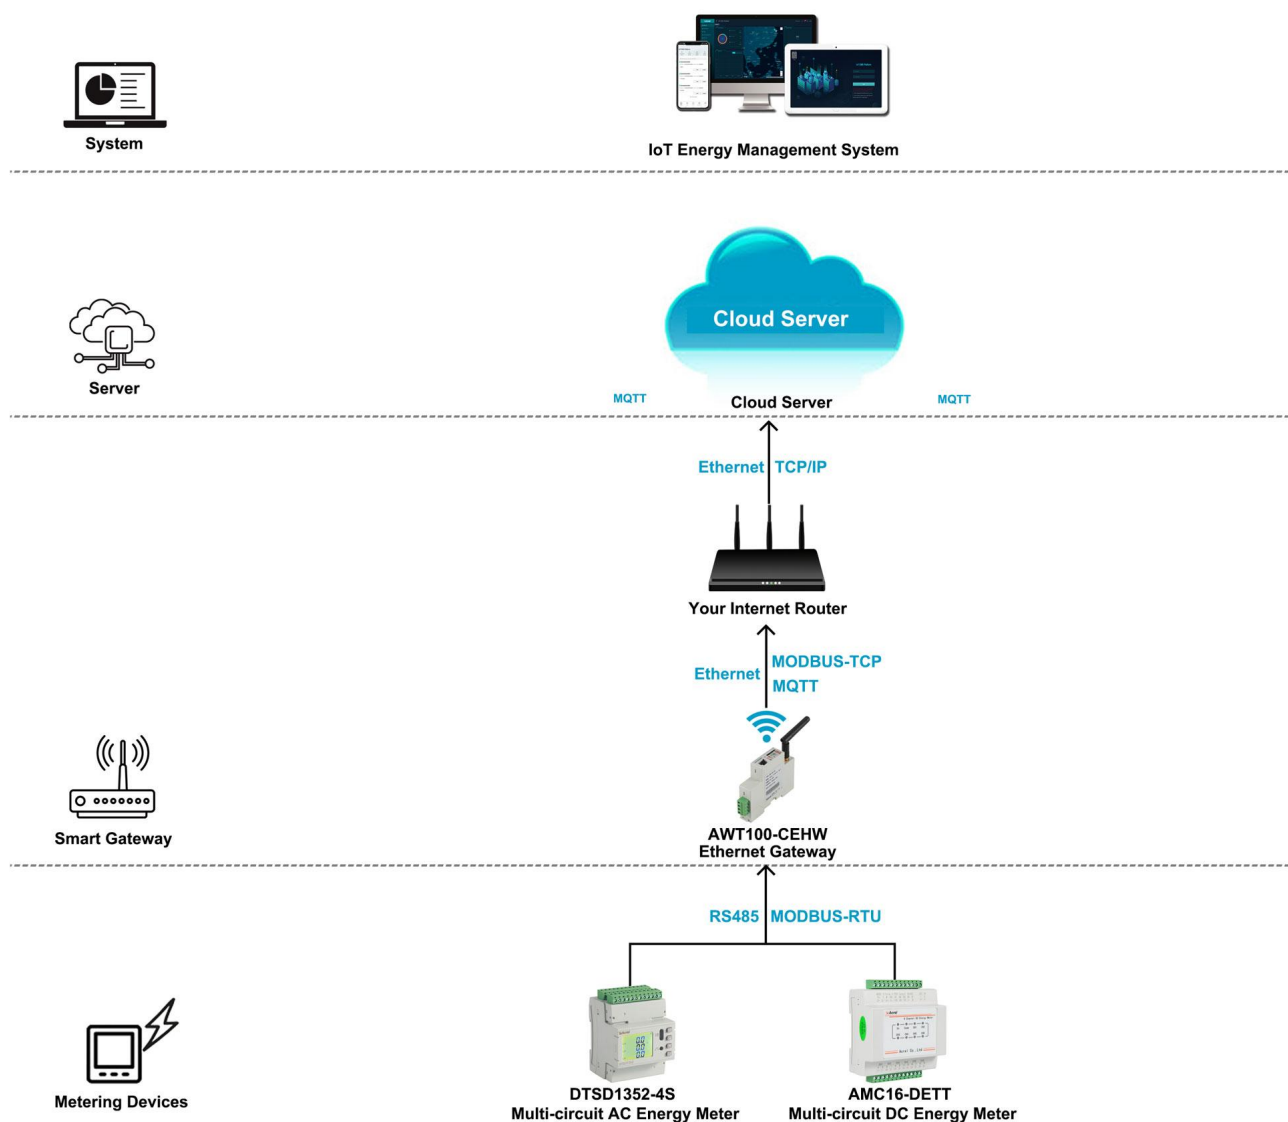 System
IoT Energy Management System
Cloud Server
Server
MQTT
Cloud Server
MQTT
Ethernet TCP/IP
Your Internet Router
Ethernet MODBUS-TCP
MQTT
Smart Gateway
AWT100-CEHW
Ethernet Gateway
RS485 MODBUS-RTU
Metering Devices
DTSD1352-4S
Multi-circuit AC Energy Meter
AMC16-DETT
Multi-circuit DC Energy Meter